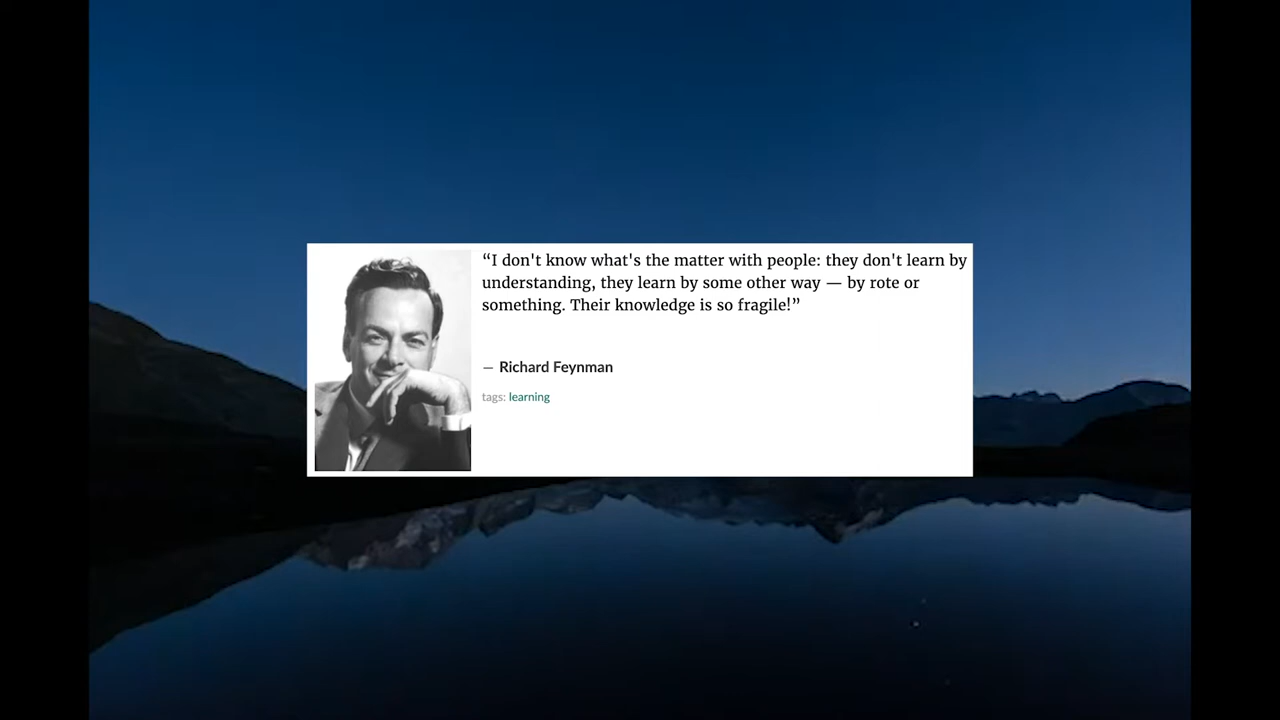 “I don't know what's the matter with people: they don't learn by
understanding, they learn by some other way — by rote or
something. Their knowledge is so fragile!”
— Richard Feynman
tags: learning